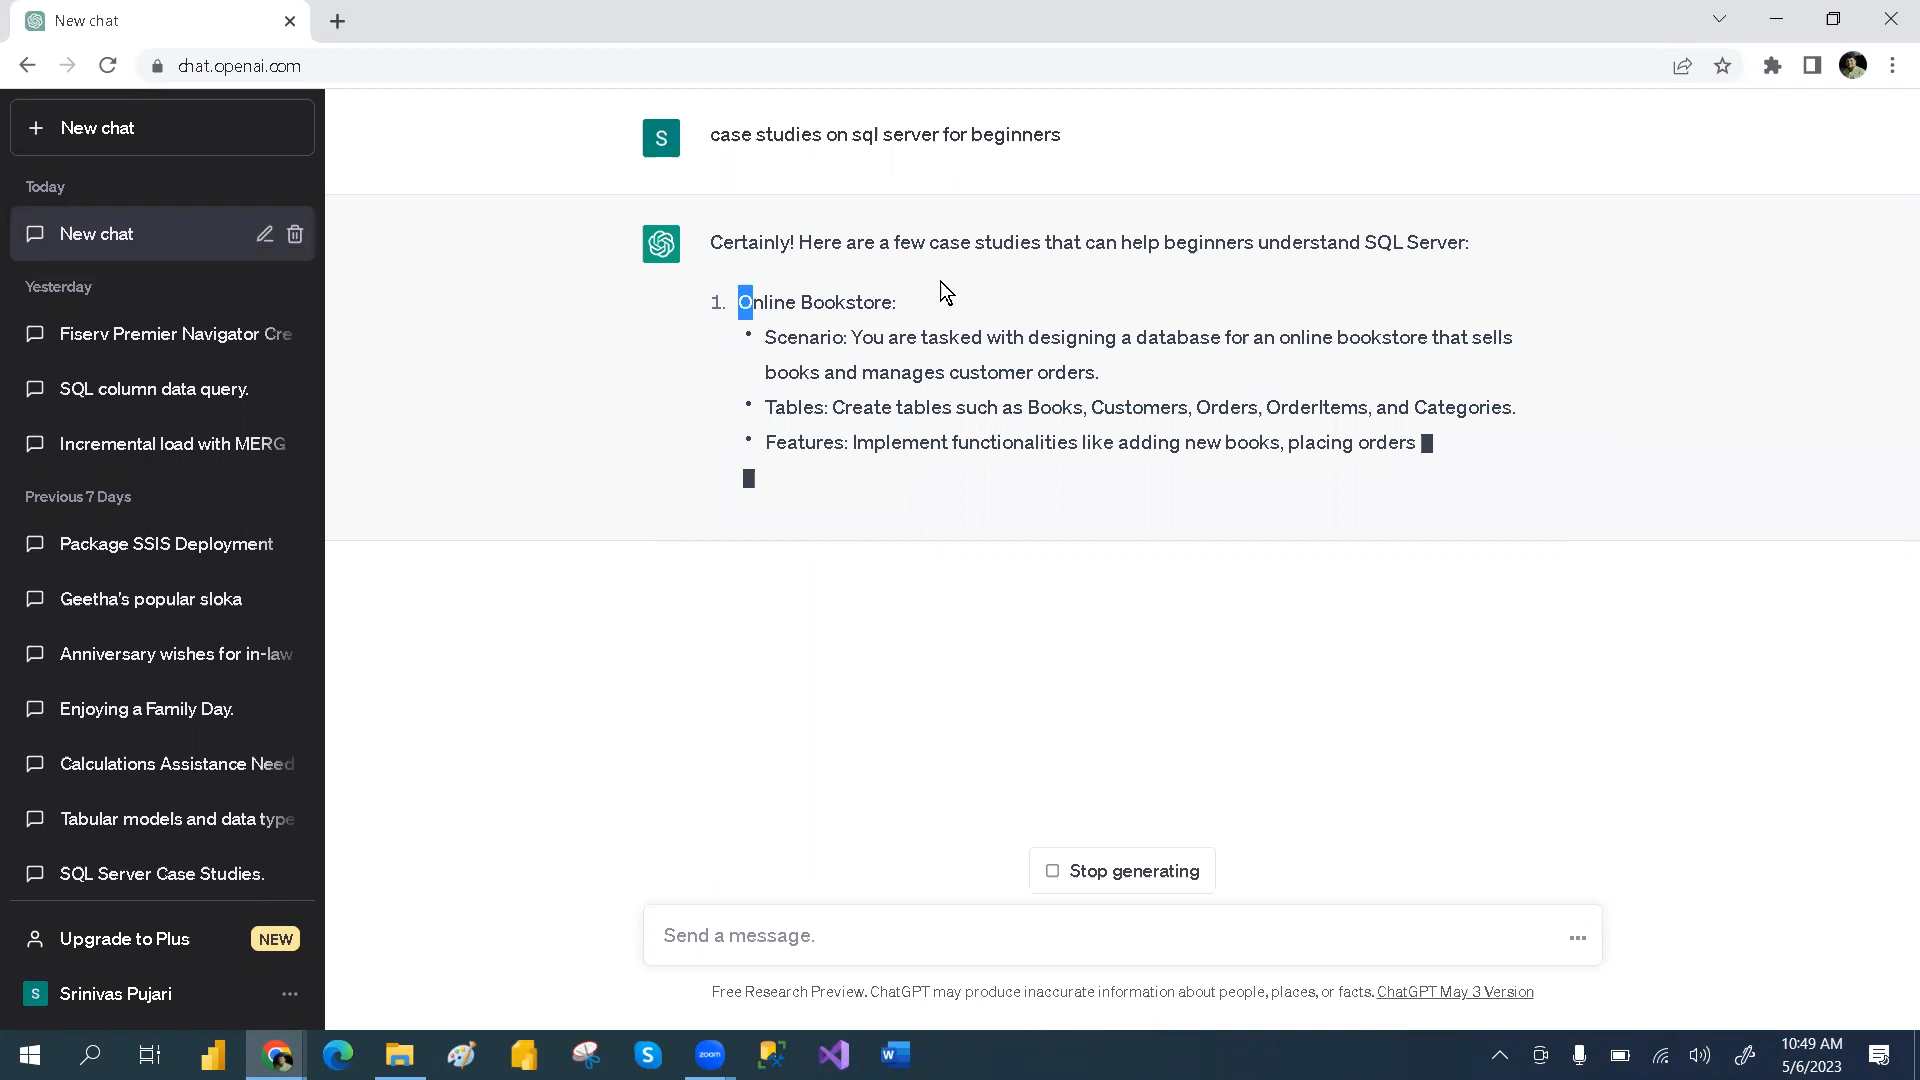 New chat
chat.openai.com
New chat
Today
New chat
Yesterday
Fiserv Premier Navigator Cre
SQL column data query.
Incremental load with MERG
Previous 7 Days
Package SSIS Deployment
Geetha's popular sloka
Anniversary wishes for in-law
Enjoying a Family Day.
Calculations Assistance Need
Tabular models and data type
SQL Server Case Studies.
Upgrade to Plus NEW
S Srinivas Pujari
S case studies on sql server for beginners
Certainly! Here are a few case studies that can help beginners understand SQL Server:
1. Online Bookstore:
• Scenario: You are tasked with designing a database for an online bookstore that sells
books and manages customer orders.
• Tables: Create tables such as Books, Customers, Orders, OrderItems, and Categories.
• Features: Implement functionalities like adding new books, placing orders
Stop generating
Send a message.
Free Research Preview. ChatGPT may produce inaccurate information about people, places, or facts. ChatGPT May 3 Version
S
zoom
W
10:49 AM
5/6/2023